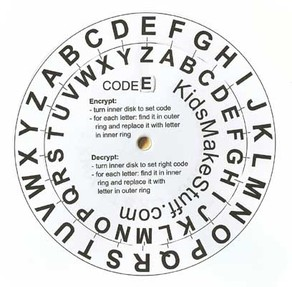 A B C D E F G H I J K L M N O P Q R S T U V W X Y Z
A B C D E F G H I J K L M N O P Q R S T U V W X Y Z
CODE E
Encrypt:
- turn inner disk to set code
- for each letter: find it in outer
ring and replace it with letter
in inner ring
Decrypt:
- turn inner disk to set right code
- for each letter: find it in inner
ring and replace it with
letter in outer ring
KidsMakeStuff.com